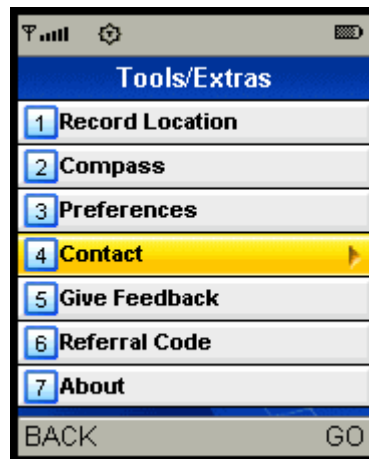 Tools/Extras
1 Record Location
2 Compass
3 Preferences
4 Contact
5 Give Feedback
6 Referral Code
7 About
BACK GO